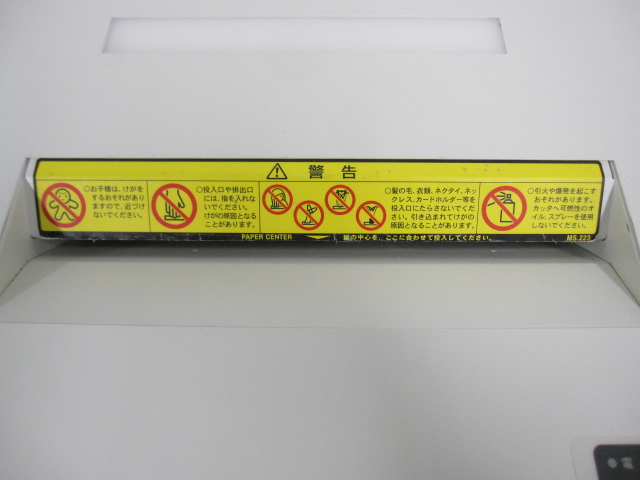 警告
○お子様は、けがを
するおそれがあり
ますので、近づけ
ないでください。
○投入口や排出口
には、指を入れな
いでください。
けがの原因となる
ことがあります。
○髪の毛、衣類、ネクタイ、ネッ
クレス、カードホルダー等を
投入口にたらさないでくだ
さい。引き込まれてけがの
原因となることがあります。
○引火や爆発を起こす
おそれがあります。
カッタへ可燃性のオ
イル、スプレーを使用
しないでください。
PAPER CENTER 紙の中心を、ここに合わせて投入してください。 MS.223
電